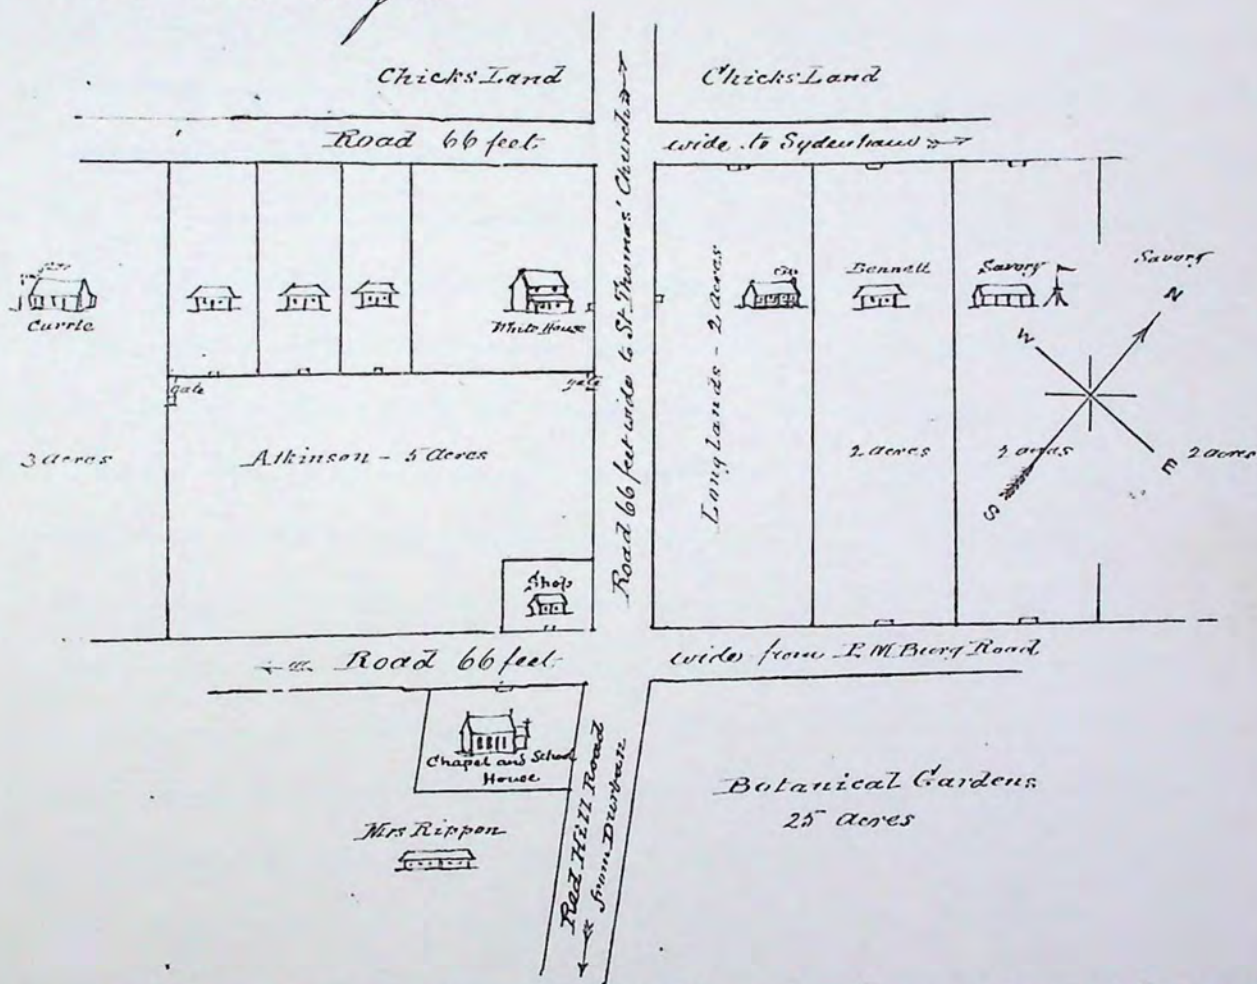 Chicks Land
Chicks Land
Road 66 feet
wide to Sydenham
Road 66 feet wide to St Thomas' Church
Currie
White House
Bennett
Savory
Savory
N
W
E
S
gate
gate
Longlands - 2 acres
3 acres
Atkinson - 5 Acres
2 acres
2 acres
2 acres
Shop
Road 66 feet
wide from P. M. Burg Road
Chapel and School
House
Red Hill Road
from Durban
Botanical Gardens
25 Acres
Mrs Rippon